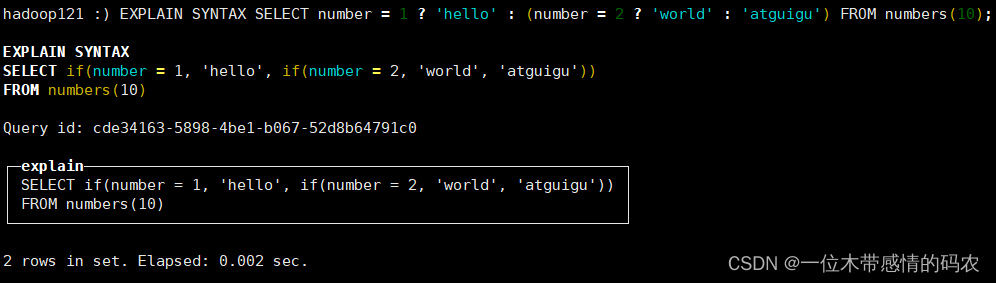 hadoop121 :) EXPLAIN SYNTAX SELECT number = 1 ? 'hello' : (number = 2 ? 'world' : 'atguigu') FROM numbers(10);
EXPLAIN SYNTAX
SELECT if(number = 1, 'hello', if(number = 2, 'world', 'atguigu'))
FROM numbers(10)
Query id: cde34163-5898-4be1-b067-52d8b64791c0
explain
SELECT if(number = 1, 'hello', if(number = 2, 'world', 'atguigu'))
FROM numbers(10)
2 rows in set. Elapsed: 0.002 sec.
CSDN @一位木带感情的码农